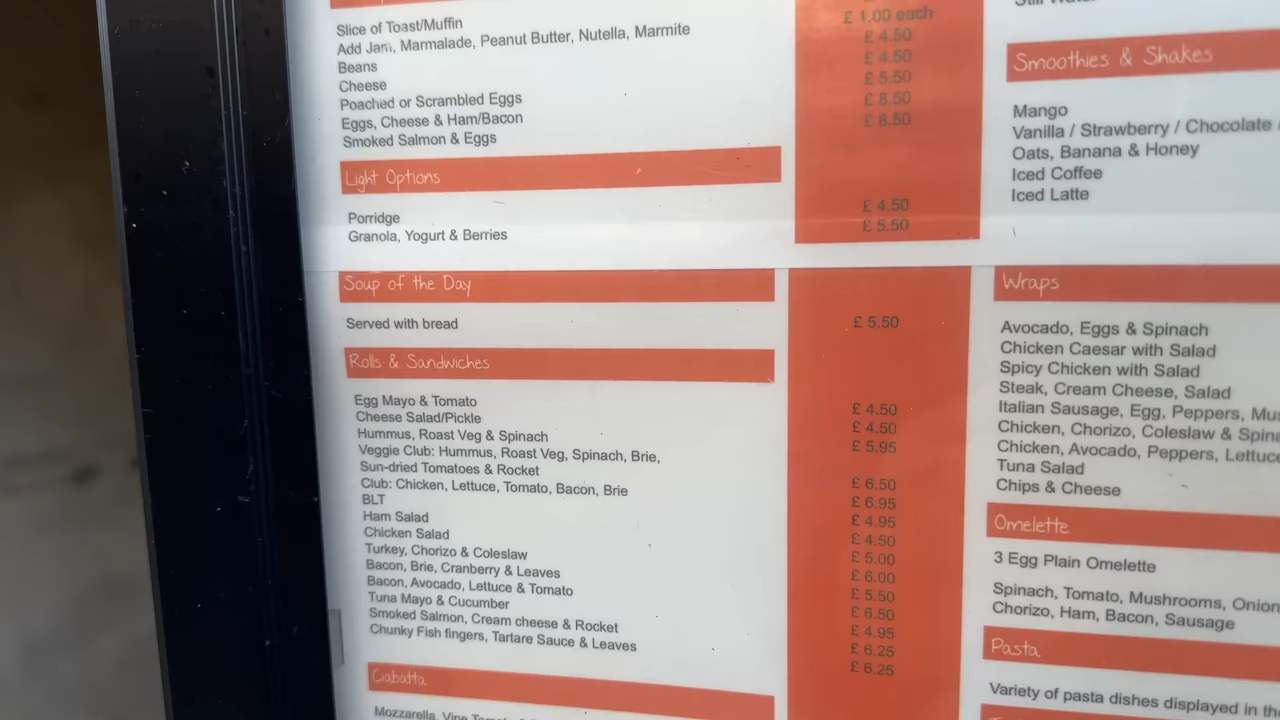 Slice of Toast/Muffin
Add Jam, Marmalade, Peanut Butter, Nutella, Marmite
Beans
Cheese
Poached or Scrambled Eggs
Eggs, Cheese & Ham/Bacon
Smoked Salmon & Eggs
£ 1.00 each
£ 4.50
£ 4.50
£ 5.50
£ 8.50
£ 8.50
Light Options
Porridge
Granola, Yogurt & Berries
£ 4.50
£ 5.50
Soup of the Day
Served with bread
£ 5.50
Rolls & Sandwiches
Egg Mayo & Tomato
Cheese Salad/Pickle
Hummus, Roast Veg & Spinach
Veggie Club: Hummus, Roast Veg, Spinach, Brie,
Sun-dried Tomatoes & Rocket
Club: Chicken, Lettuce, Tomato, Bacon, Brie
BLT
Ham Salad
Chicken Salad
Turkey, Chorizo & Coleslaw
Bacon, Brie, Cranberry & Leaves
Bacon, Avocado, Lettuce & Tomato
Tuna Mayo & Cucumber
Smoked Salmon, Cream cheese & Rocket
Chunky Fish fingers, Tartare Sauce & Leaves
£ 4.50
£ 4.50
£ 5.95
£ 6.50
£ 6.95
£ 4.95
£ 4.50
£ 5.00
£ 6.00
£ 5.50
£ 6.50
£ 4.95
£ 6.25
£ 6.25
Ciabatta
Mozzarella, Vine
Still
Smoothies & Shakes
Mango
Vanilla / Strawberry / Chocolate /
Oats, Banana & Honey
Iced Coffee
Iced Latte
Wraps
Avocado, Eggs & Spinach
Chicken Caesar with Salad
Spicy Chicken with Salad
Steak, Cream Cheese, Salad
Italian Sausage, Egg, Peppers, Mus
Chicken, Chorizo, Coleslaw & Spina
Chicken, Avocado, Peppers, Lettuce
Tuna Salad
Chips & Cheese
Omelette
3 Egg Plain Omelette
Spinach, Tomato, Mushrooms, Onion
Chorizo, Ham, Bacon, Sausage
Pasta
Variety of pasta dishes displayed in th